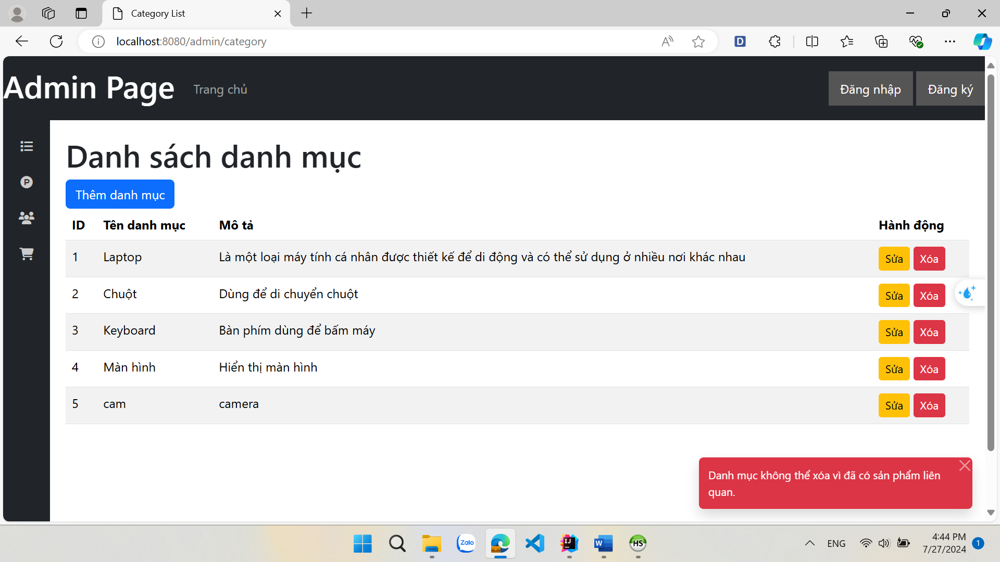 Category List
localhost:8080/admin/category
Admin Page Trang chủ Đăng nhập Đăng ký
Danh sách danh mục
Thêm danh mục
ID Tên danh mục Mô tả Hành động
1 Laptop Là một loại máy tính cá nhân được thiết kế để di động và có thể sử dụng ở nhiều nơi khác nhau Sửa Xóa
2 Chuột Dùng để di chuyển chuột Sửa Xóa
3 Keyboard Bàn phím dùng để bấm máy Sửa Xóa
4 Màn hình Hiển thị màn hình Sửa Xóa
5 cam camera Sửa Xóa
Danh mục không thể xóa vì đã có sản phẩm liên
quan.
Zalo
IJ
W
HS
ENG
4:44 PM
7/27/2024
1